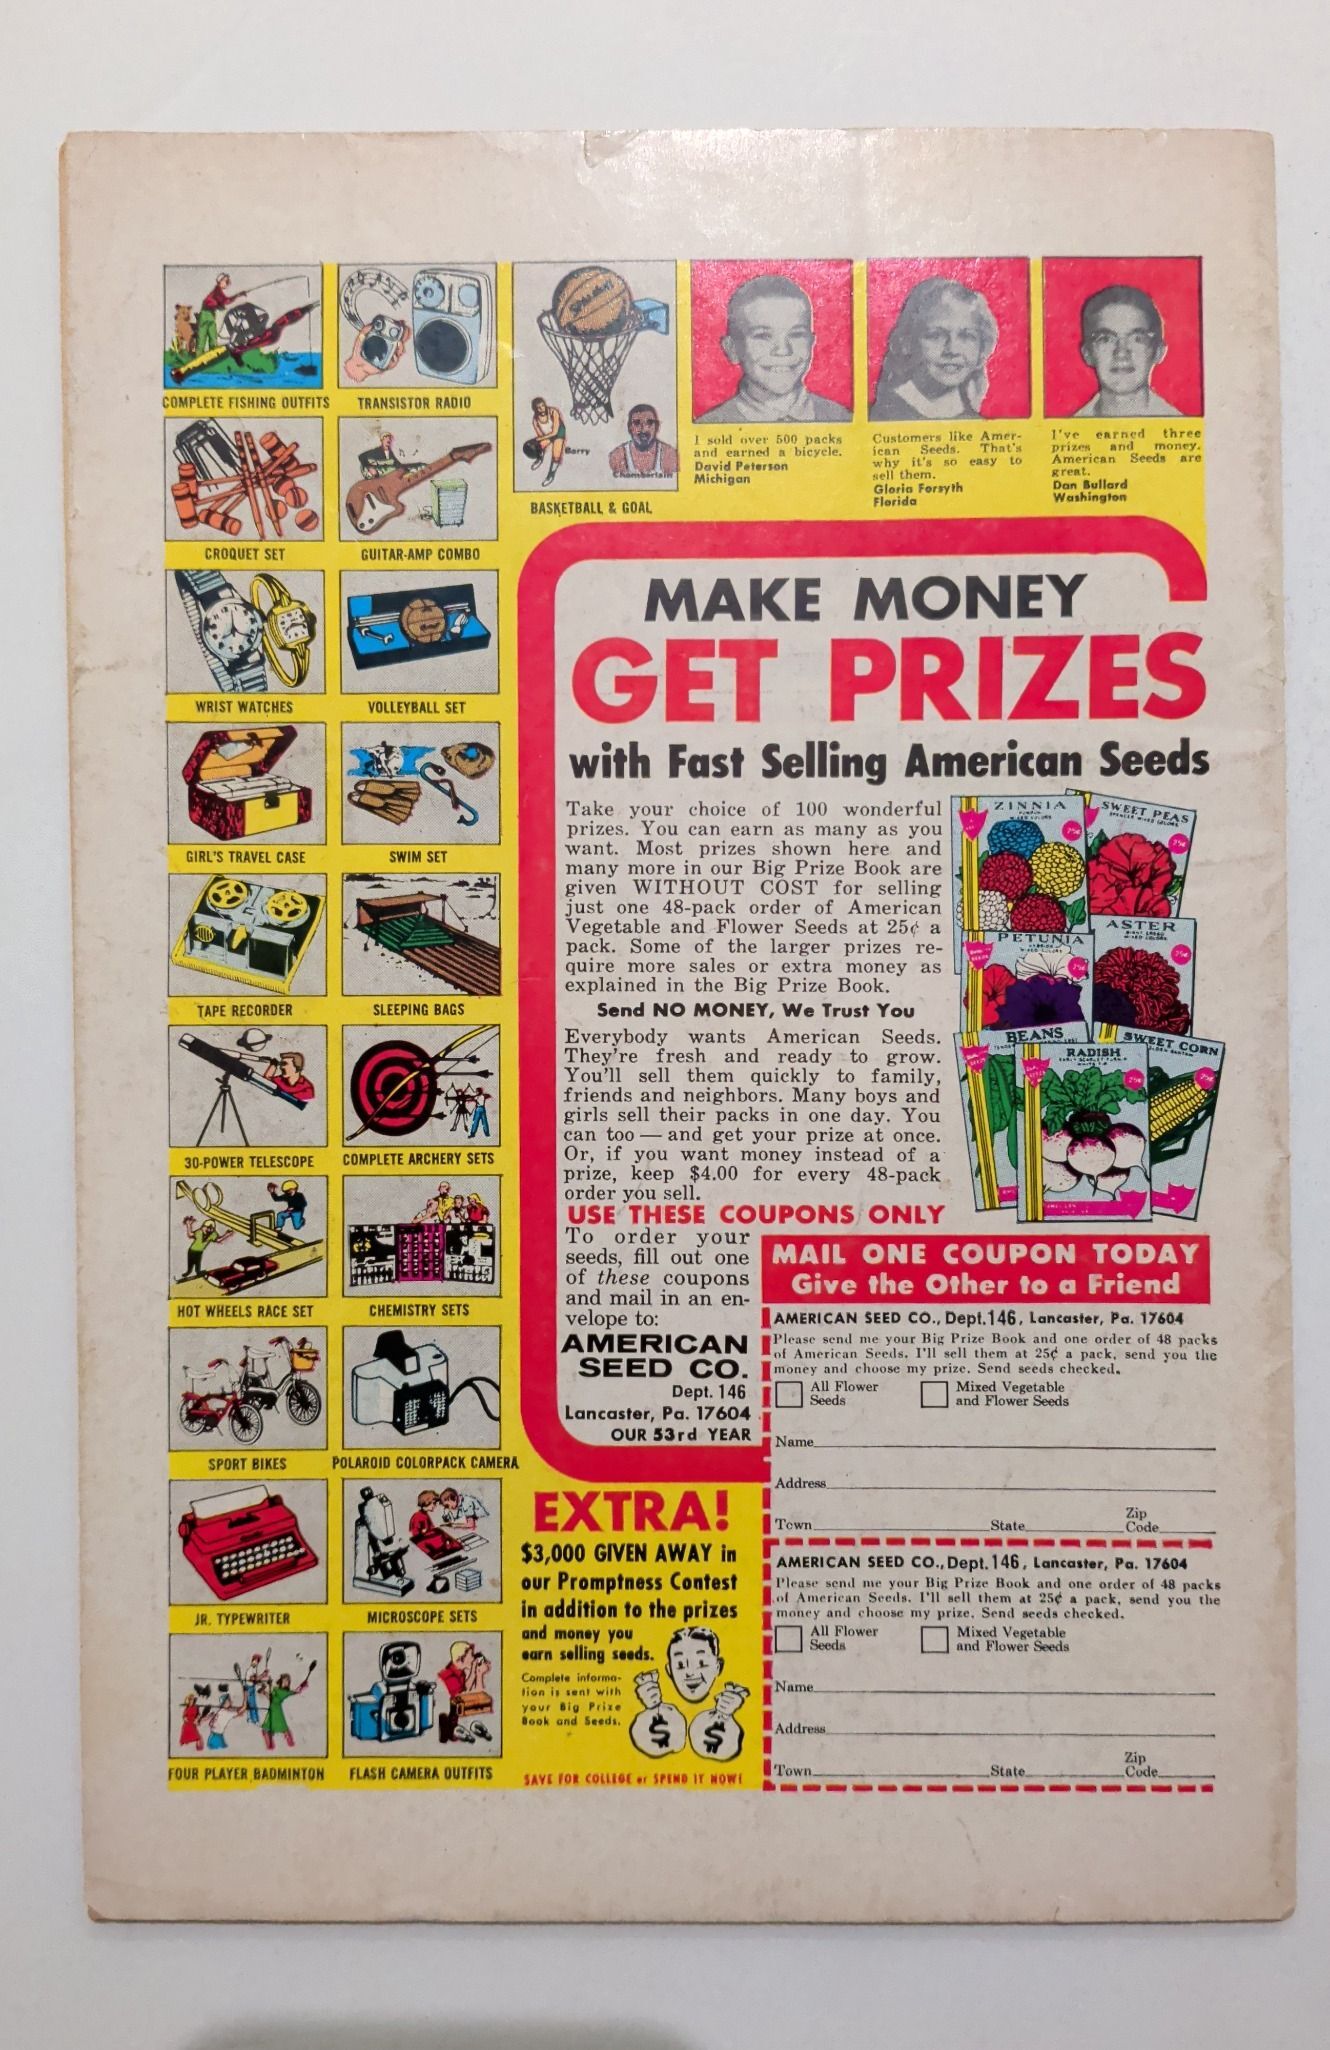 COMPLETE FISHING OUTFITS
TRANSISTOR RADIO
Barry
Chamberlain
BASKETBALL & GOAL
CROQUET SET
GUITAR-AMP COMBO
WRIST WATCHES
VOLLEYBALL SET
GIRL'S TRAVEL CASE
SWIM SET
TAPE RECORDER
SLEEPING BAGS
30-POWER TELESCOPE
COMPLETE ARCHERY SETS
HOT WHEELS RACE SET
CHEMISTRY SETS
SPORT BIKES
POLAROID COLORPACK CAMERA
JR. TYPEWRITER
MICROSCOPE SETS
FOUR PLAYER BADMINTON
FLASH CAMERA OUTFITS
I sold over 500 packs
and earned a bicycle.
David Peterson
Michigan
Customers like Amer-
ican Seeds. That's
why it's so easy to
sell them.
Gloria Forsyth
Florida
I've earned three
prizes and money.
American Seeds are
great.
Dan Bullard
Washington
MAKE MONEY
GET PRIZES
with Fast Selling American Seeds
Take your choice of 100 wonderful
prizes. You can earn as many as you
want. Most prizes shown here and
many more in our Big Prize Book are
given WITHOUT COST for selling
just one 48-pack order of American
Vegetable and Flower Seeds at 25¢ a
pack. Some of the larger prizes re-
quire more sales or extra money as
explained in the Big Prize Book.
Send NO MONEY, We Trust You
Everybody wants American Seeds.
They're fresh and ready to grow.
You'll sell them quickly to family,
friends and neighbors. Many boys and
girls sell their packs in one day. You
can too — and get your prize at once.
Or, if you want money instead of a
prize, keep $4.00 for every 48-pack
order you sell.
ZINNIA
MIXED COLORS
25¢
SWEET PEAS
SPENCER MIXED COLORS
25¢
PETUNIA
MIXED COLORS
25¢
ASTER
MIXED COLORS
25¢
BEANS
RADISH
25¢
SWEET CORN
25¢
USE THESE COUPONS ONLY
To order your
seeds, fill out one
of these coupons
and mail in an en-
velope to:
AMERICAN
SEED CO.
Dept. 146
Lancaster, Pa. 17604
OUR 53rd YEAR
MAIL ONE COUPON TODAY
Give the Other to a Friend
AMERICAN SEED CO., Dept. 146, Lancaster, Pa. 17604
Please send me your Big Prize Book and one order of 48 packs
of American Seeds. I'll sell them at 25¢ a pack, send you the
money and choose my prize. Send seeds checked.
All Flower Seeds
Mixed Vegetable and Flower Seeds
Name
Address
Town State Zip Code
AMERICAN SEED CO., Dept. 146, Lancaster, Pa. 17604
Please send me your Big Prize Book and one order of 48 packs
of American Seeds. I'll sell them at 25¢ a pack, send you the
money and choose my prize. Send seeds checked.
All Flower Seeds
Mixed Vegetable and Flower Seeds
Name
Address
Town State Zip Code
EXTRA!
$3,000 GIVEN AWAY in
our Promptness Contest
in addition to the prizes
and money you
earn selling seeds.
Complete informa-
tion is sent with
your Big Prize
Book and Seeds.
$ $
SAVE FOR COLLEGE or SPEND IT NOW!